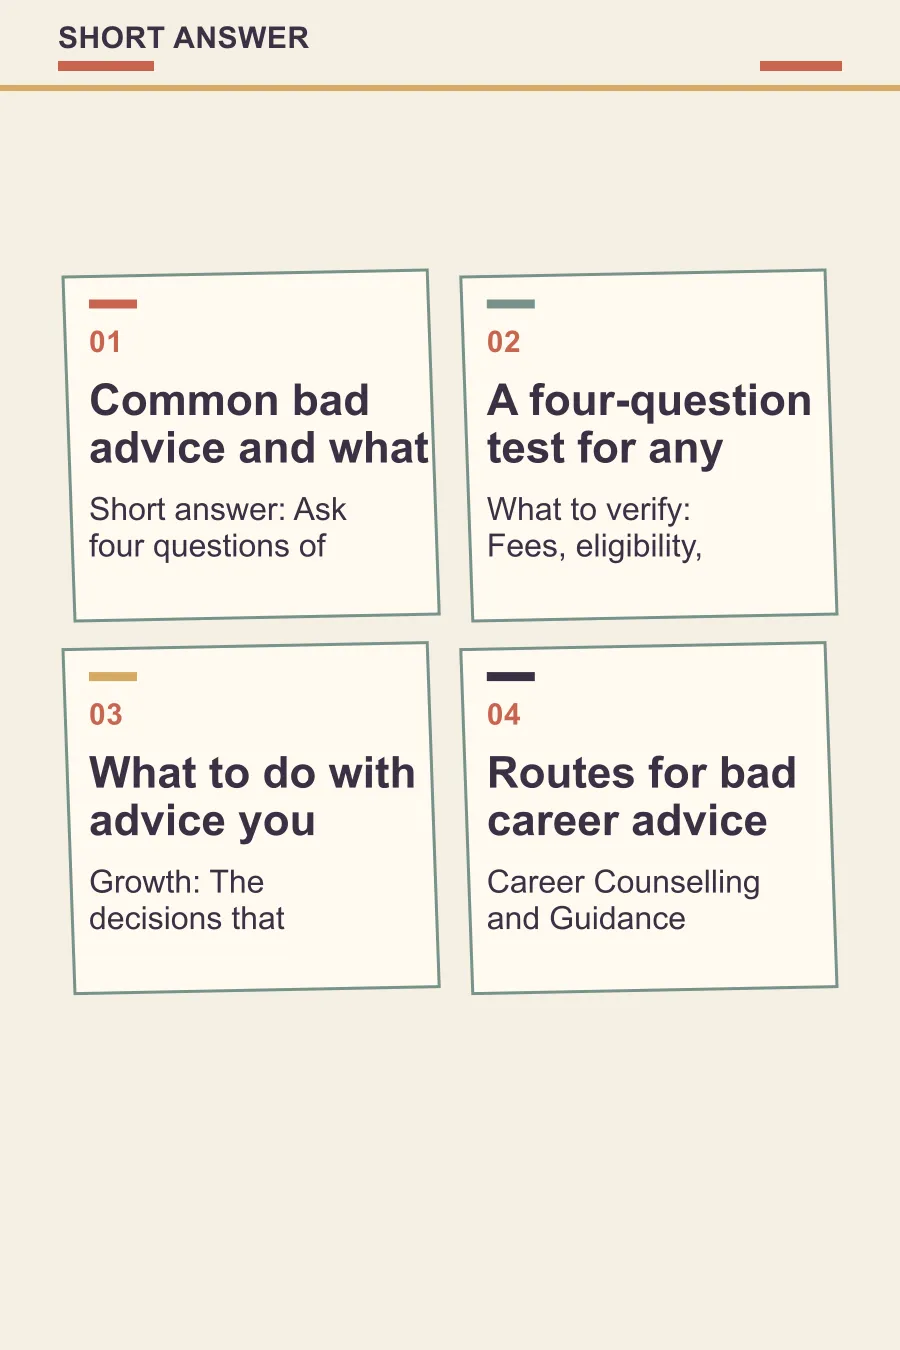 SHORT ANSWER
01
Common bad
advice and what
Short answer: Ask
four questions of
02
A four-question
test for any
What to verify:
Fees, eligibility,
03
What to do with
advice you
Growth: The
decisions that
04
Routes for bad
career advice
Career Counselling
and Guidance